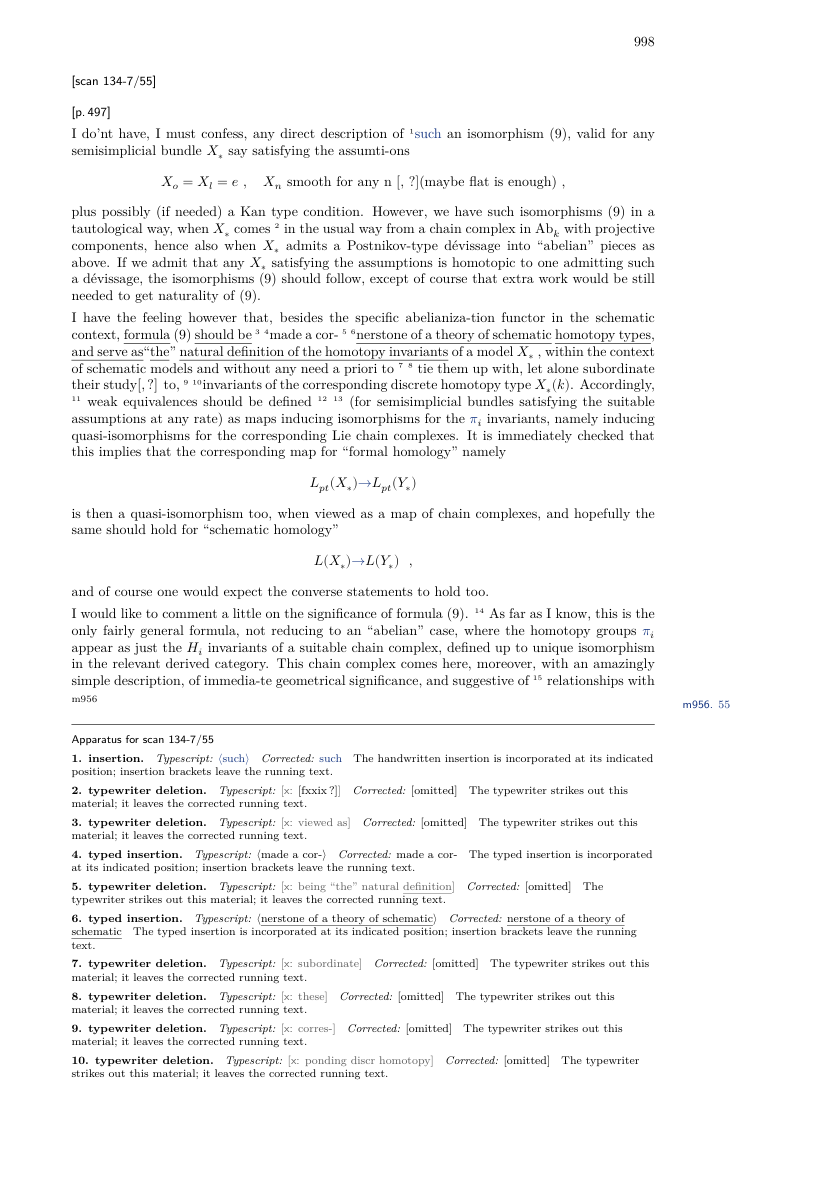 998
[scan 134-7/55]
[p. 497]
I do'nt have, I must confess, any direct description of ¹such an isomorphism (9), valid for any
semisimplicial bundle X∗ say satisfying the assumti-ons
Xₒ = X_l = e , Xₙ smooth for any n [, ?](maybe flat is enough) ,
plus possibly (if needed) a Kan type condition. However, we have such isomorphisms (9) in a
tautological way, when X∗ comes ² in the usual way from a chain complex in Abₖ with projective
components, hence also when X∗ admits a Postnikov-type dévissage into “abelian” pieces as
above. If we admit that any X∗ satisfying the assumptions is homotopic to one admitting such
a dévissage, the isomorphisms (9) should follow, except of course that extra work would be still
needed to get naturality of (9).
I have the feeling however that, besides the specific abelianiza-tion functor in the schematic
context, formula (9) should be ³ ⁴made a cor- ⁵ ⁶nerstone of a theory of schematic homotopy types,
and serve as“the” natural definition of the homotopy invariants of a model X∗ , within the context
of schematic models and without any need a priori to ⁷ ⁸ tie them up with, let alone subordinate
their study[, ?] to, ⁹ ¹⁰invariants of the corresponding discrete homotopy type X∗(k). Accordingly,
¹¹ weak equivalences should be defined ¹² ¹³ (for semisimplicial bundles satisfying the suitable
assumptions at any rate) as maps inducing isomorphisms for the πᵢ invariants, namely inducing
quasi-isomorphisms for the corresponding Lie chain complexes. It is immediately checked that
this implies that the corresponding map for “formal homology” namely
L_pt(X∗)→L_pt(Y∗)
is then a quasi-isomorphism too, when viewed as a map of chain complexes, and hopefully the
same should hold for “schematic homology”
L(X∗)→L(Y∗) ,
and of course one would expect the converse statements to hold too.
I would like to comment a little on the significance of formula (9). ¹⁴ As far as I know, this is the
only fairly general formula, not reducing to an “abelian” case, where the homotopy groups πᵢ
appear as just the Hᵢ invariants of a suitable chain complex, defined up to unique isomorphism
in the relevant derived category. This chain complex comes here, moreover, with an amazingly
simple description, of immedia-te geometrical significance, and suggestive of ¹⁵ relationships with
m956
m956. 55
Apparatus for scan 134-7/55
1. insertion. Typescript: ⟨such⟩ Corrected: such The handwritten insertion is incorporated at its indicated
position; insertion brackets leave the running text.
2. typewriter deletion. Typescript: [x: [fxxix ?]] Corrected: [omitted] The typewriter strikes out this
material; it leaves the corrected running text.
3. typewriter deletion. Typescript: [x: viewed as] Corrected: [omitted] The typewriter strikes out this
material; it leaves the corrected running text.
4. typed insertion. Typescript: ⟨made a cor-⟩ Corrected: made a cor- The typed insertion is incorporated
at its indicated position; insertion brackets leave the running text.
5. typewriter deletion. Typescript: [x: being “the” natural definition] Corrected: [omitted] The
typewriter strikes out this material; it leaves the corrected running text.
6. typed insertion. Typescript: ⟨nerstone of a theory of schematic⟩ Corrected: nerstone of a theory of
schematic The typed insertion is incorporated at its indicated position; insertion brackets leave the running
text.
7. typewriter deletion. Typescript: [x: subordinate] Corrected: [omitted] The typewriter strikes out this
material; it leaves the corrected running text.
8. typewriter deletion. Typescript: [x: these] Corrected: [omitted] The typewriter strikes out this
material; it leaves the corrected running text.
9. typewriter deletion. Typescript: [x: corres-] Corrected: [omitted] The typewriter strikes out this
material; it leaves the corrected running text.
10. typewriter deletion. Typescript: [x: ponding discr homotopy] Corrected: [omitted] The typewriter
strikes out this material; it leaves the corrected running text.